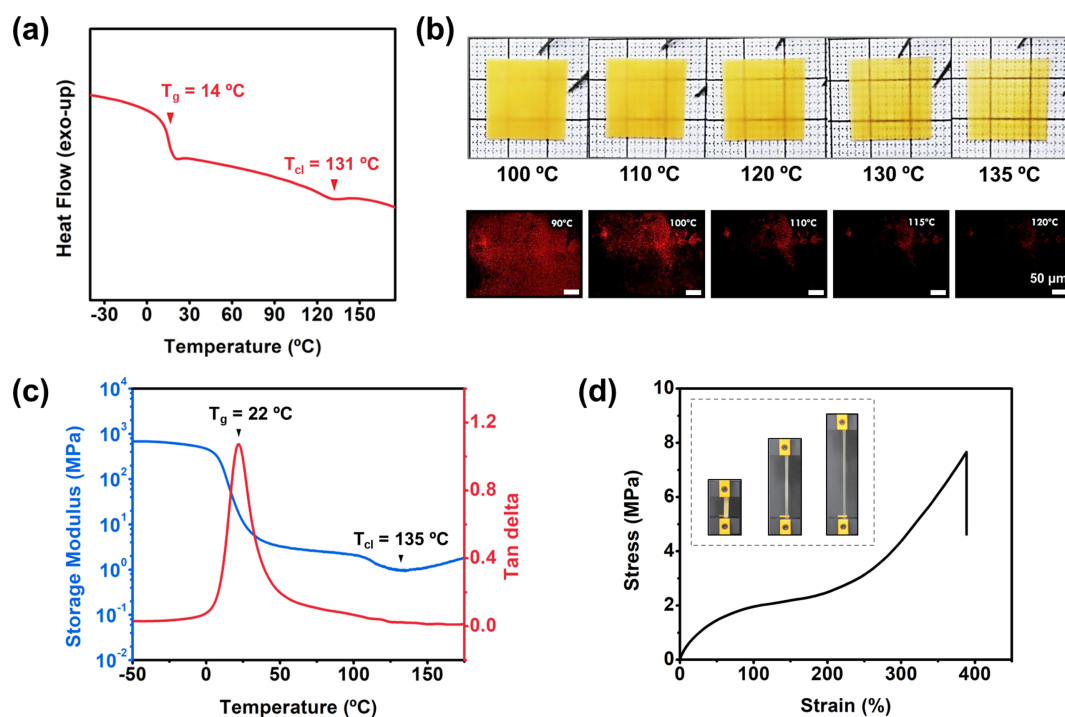 (a)
Heat Flow (exo-up)
T_g = 14 ºC
T_cl = 131 ºC
-30 0 30 60 90 120 150
Temperature (ºC)
(b)
100 ºC 110 ºC 120 ºC 130 ºC 135 ºC
90°C 100°C 110°C 115°C 120°C
50 µm
(c)
Storage Modulus (MPa)
10^4
10^3
10^2
10^1
10^0
10^-1
10^-2
T_g = 22 ºC
T_cl = 135 ºC
1.2
0.8
0.4
0.0
Tan delta
-50 0 50 100 150
Temperature (ºC)
(d)
Stress (MPa)
10
8
6
4
2
0
0 100 200 300 400
Strain (%)